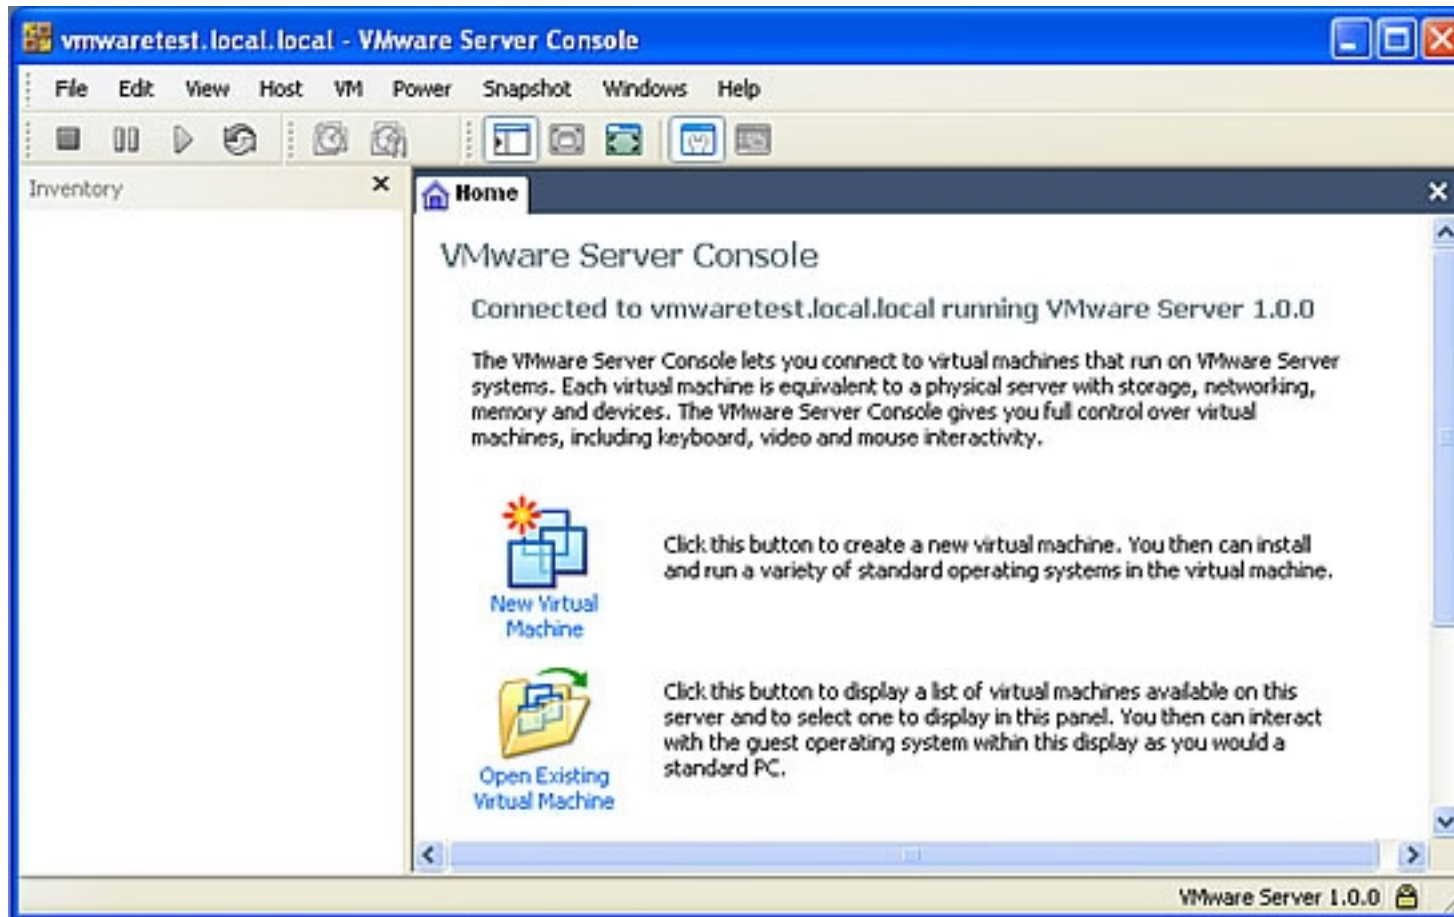 vmwaretest.local.local - VMware Server Console
File Edit View Host VM Power Snapshot Windows Help
Inventory
Home
VMware Server Console
Connected to vmwaretest.local.local running VMware Server 1.0.0
The VMware Server Console lets you connect to virtual machines that run on VMware Server
systems. Each virtual machine is equivalent to a physical server with storage, networking,
memory and devices. The VMware Server Console gives you full control over virtual
machines, including keyboard, video and mouse interactivity.
New Virtual
Machine
Click this button to create a new virtual machine. You then can install
and run a variety of standard operating systems in the virtual machine.
Open Existing
Virtual Machine
Click this button to display a list of virtual machines available on this
server and to select one to display in this panel. You then can interact
with the guest operating system within this display as you would a
standard PC.
VMware Server 1.0.0